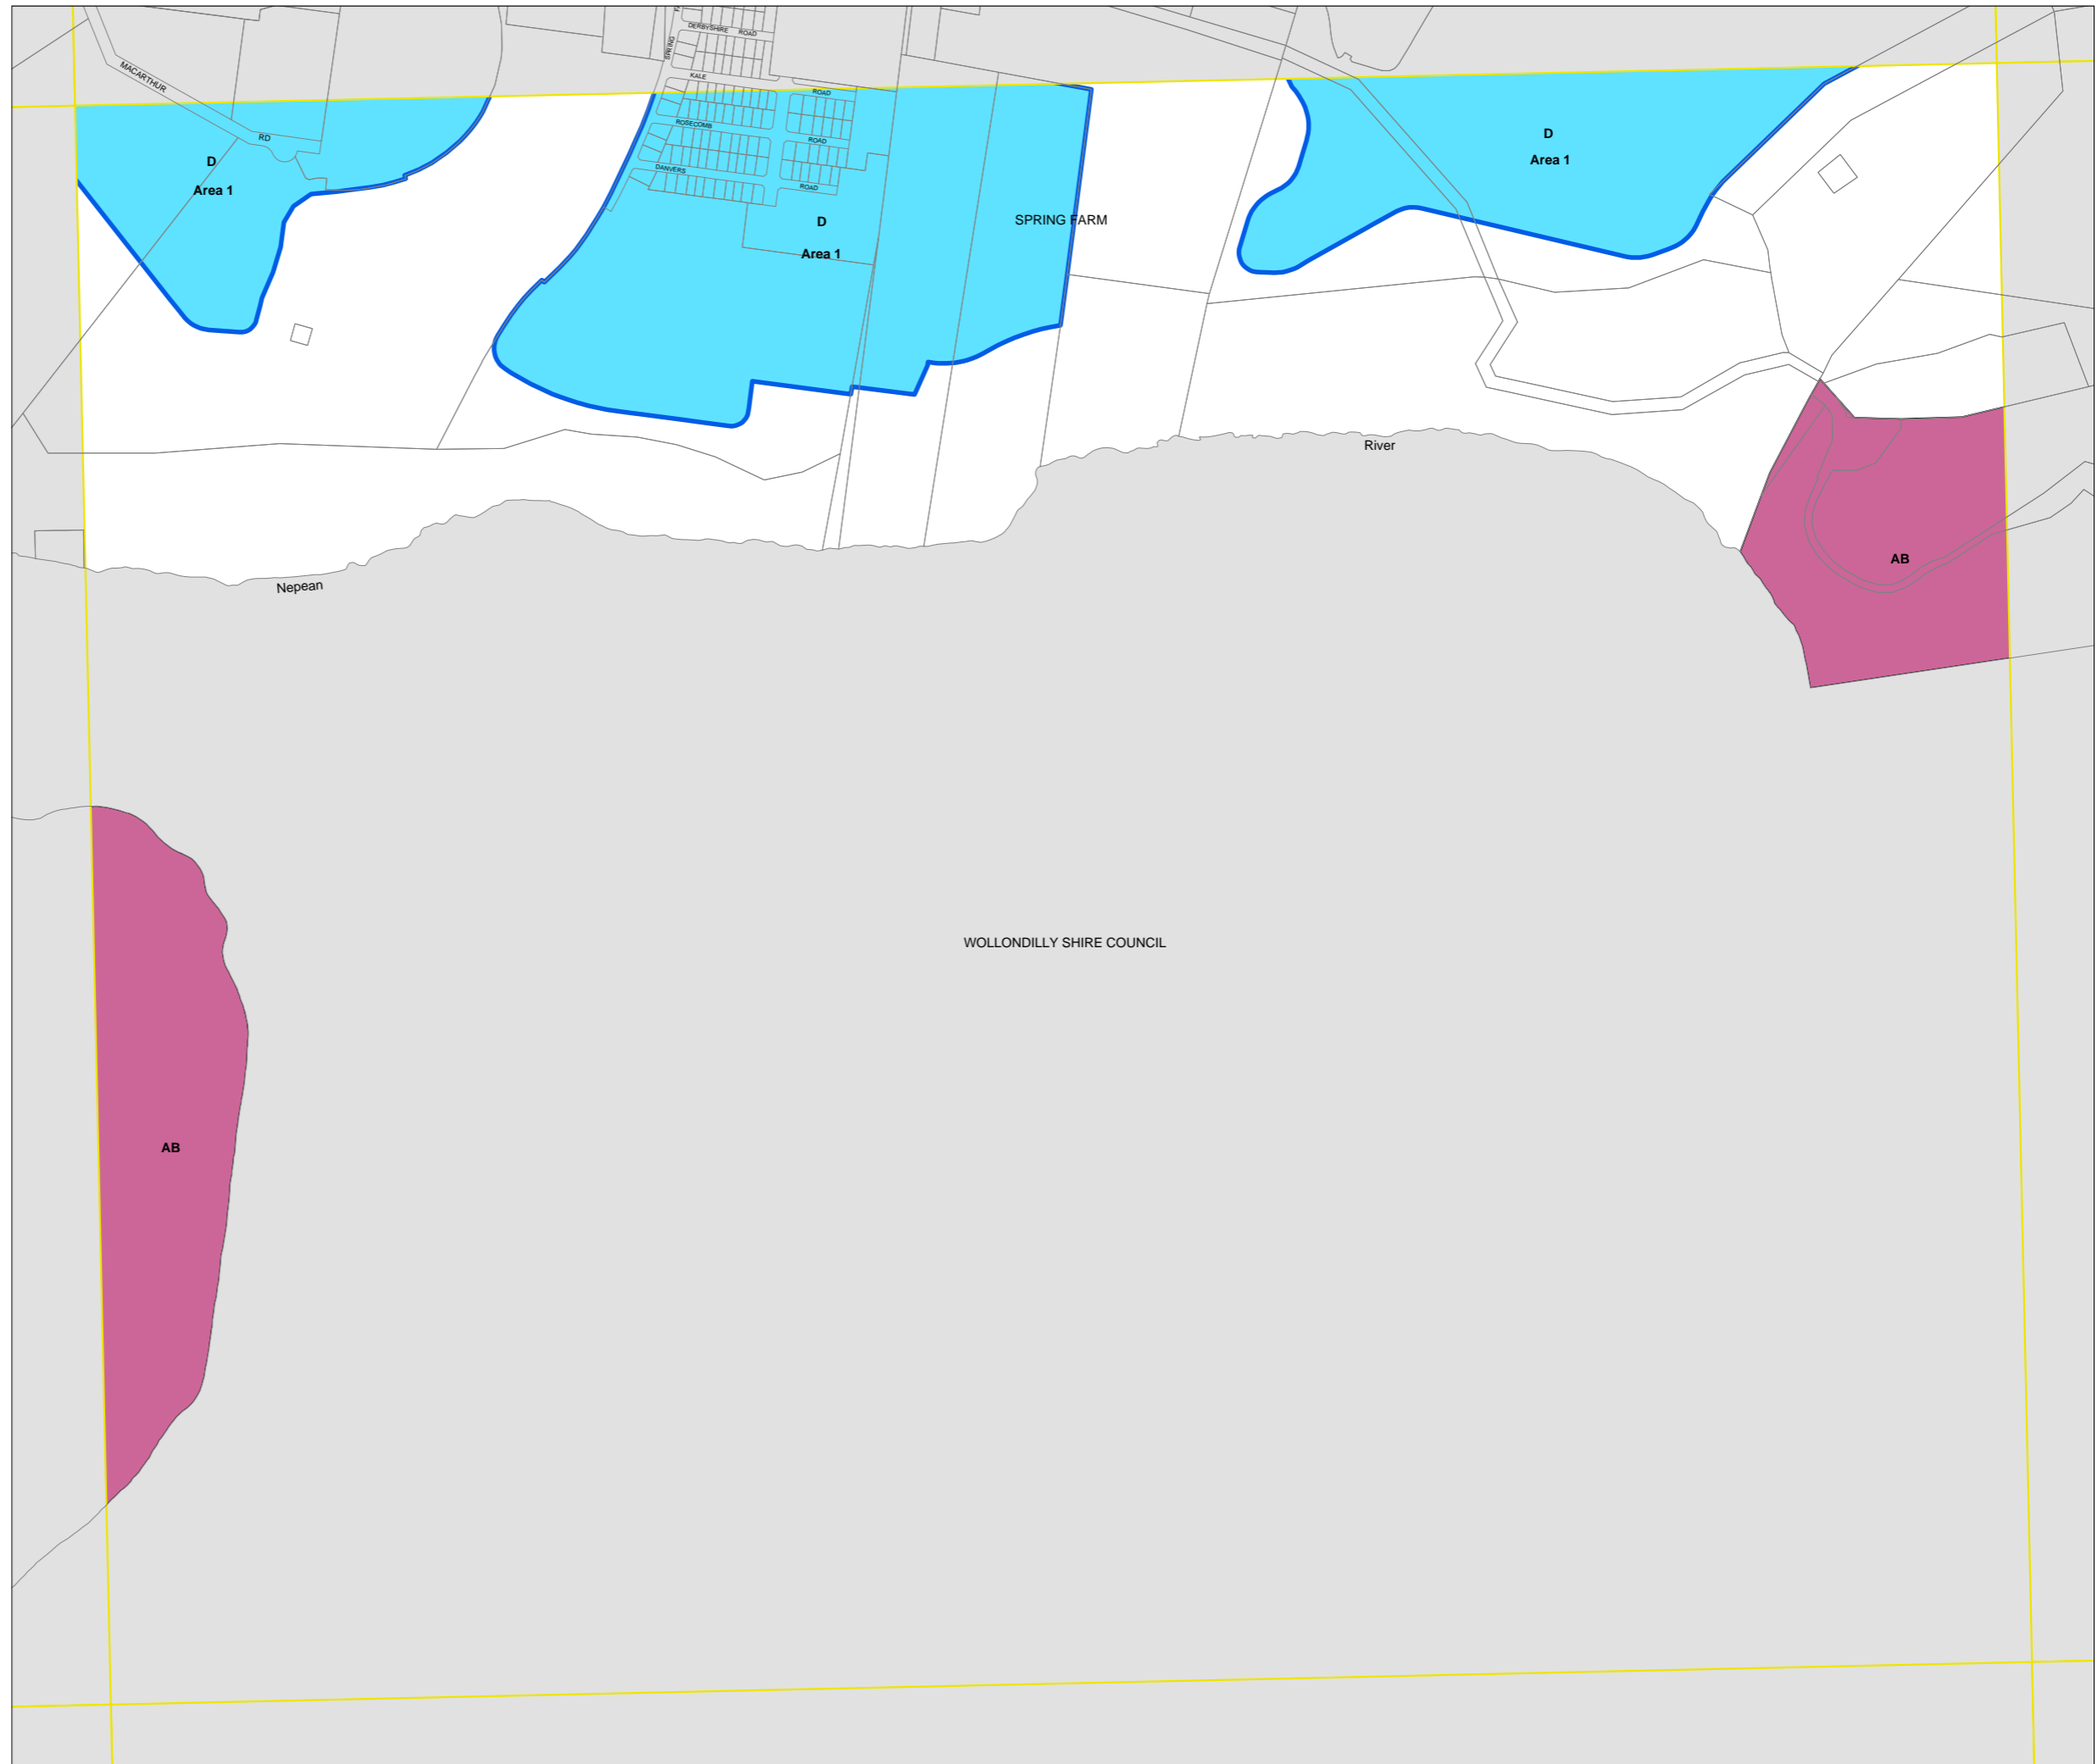 DERBYSHIRE ROAD
SPRING
MACARTHUR
RD
KALE
ROAD
ROSECOMB
ROAD
DANVERS
ROAD
D
Area 1
D
Area 1
SPRING FARM
D
Area 1
River
Nepean
AB
WOLLONDILLY SHIRE COUNCIL
AB